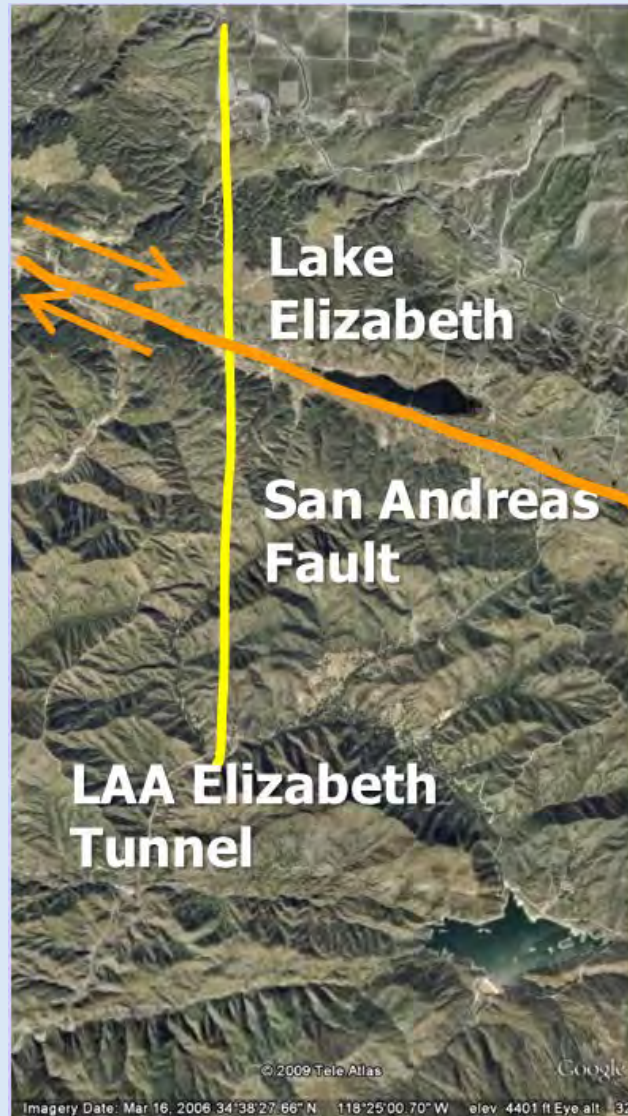 Lake
Elizabeth
San Andreas
Fault
LAA Elizabeth
Tunnel
© 2009 Tele Atlas
Google
Imagery Date: Mar 16, 2006 34°38'27.66" N 118°25'00.70" W elev 4401 ft Eye alt